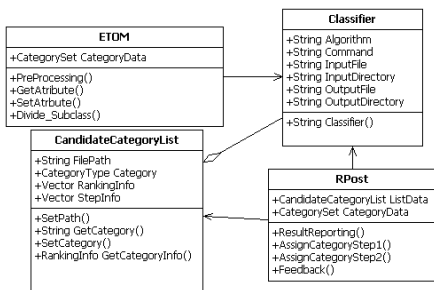 ETOM
+CategorySet CategoryData
+PreProcessing()
+GetAtribute()
+SetAtrbute()
+Divide_Subclass()
Classifier
+String Algorithm
+String Command
+String InputFile
+String InputDirectory
+String OutputFile
+String OutputDirectory
+String Classifier()
CandidateCategoryList
+String FilePath
+CategoryType Category
+Vector RankingInfo
+Vector StepInfo
+SetPath()
+String GetCategory()
+SetCategory()
+RankingInfo GetCategoryInfo()
RPost
+CandidateCategoryList ListData
+CategorySet CategoryData
+ResultReporting()
+AssignCategoryStep1()
+AssignCategoryStep2()
+Feedback()